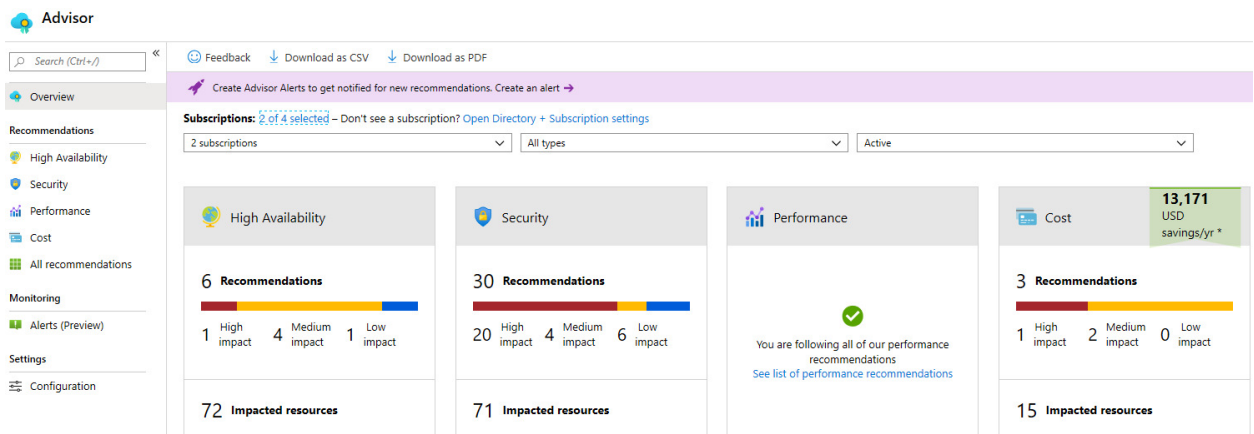 Advisor
Search (Ctrl+/)
«
Overview
Recommendations
High Availability
Security
Performance
Cost
All recommendations
Monitoring
Alerts (Preview)
Settings
Configuration
Feedback Download as CSV Download as PDF
Create Advisor Alerts to get notified for new recommendations. Create an alert →
Subscriptions: 2 of 4 selected – Don't see a subscription? Open Directory + Subscription settings
2 subscriptions All types Active
High Availability
6 Recommendations
1 High impact 4 Medium impact 1 Low impact
72 Impacted resources
Security
30 Recommendations
20 High impact 4 Medium impact 6 Low impact
71 Impacted resources
Performance
You are following all of our performance
recommendations
See list of performance recommendations
Cost
13,171
USD
savings/yr *
3 Recommendations
1 High impact 2 Medium impact 0 Low impact
15 Impacted resources